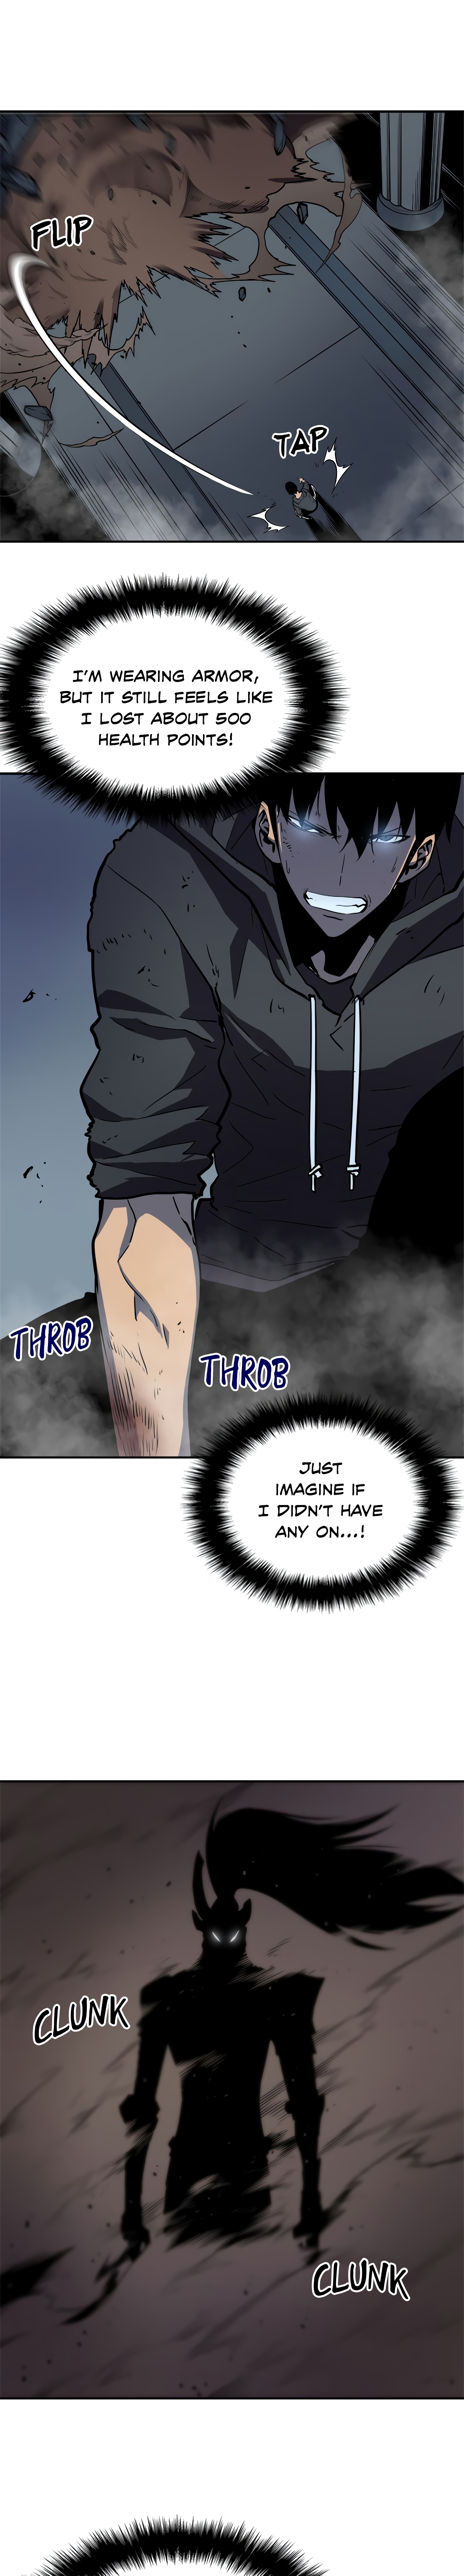 FLIP
TAP
I'M WEARING ARMOR,
BUT IT STILL FEELS LIKE
I LOST ABOUT 500
HEALTH POINTS!
THROB
THROB
JUST
IMAGINE IF
I DIDN'T HAVE
ANY ON...!
CLUNK
CLUNK